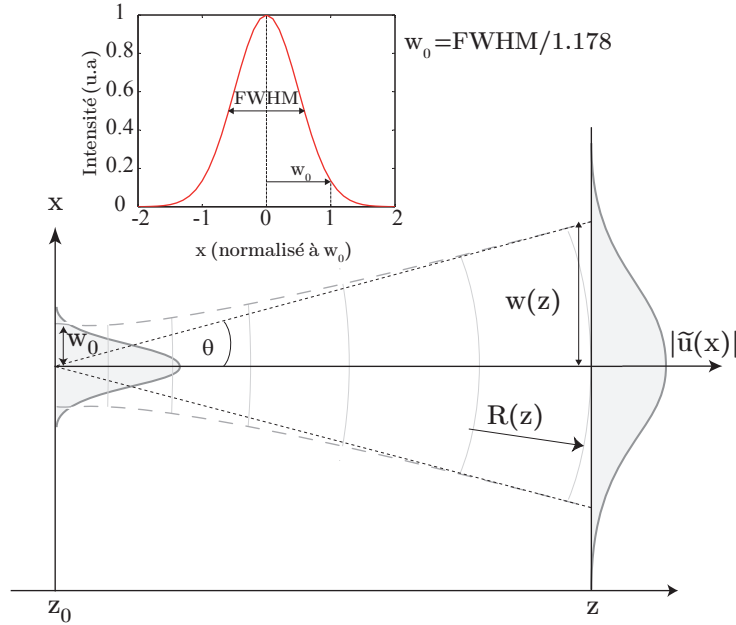 w₀=FWHM/1.178
Intensité (u.a)
1
0.8
0.6
0.4
0.2
0
FWHM
w₀
-2
-1
0
1
2
x (normalisé à w₀)
x
w₀
θ
w(z)
|ũ(x)|
R(z)
z₀
z